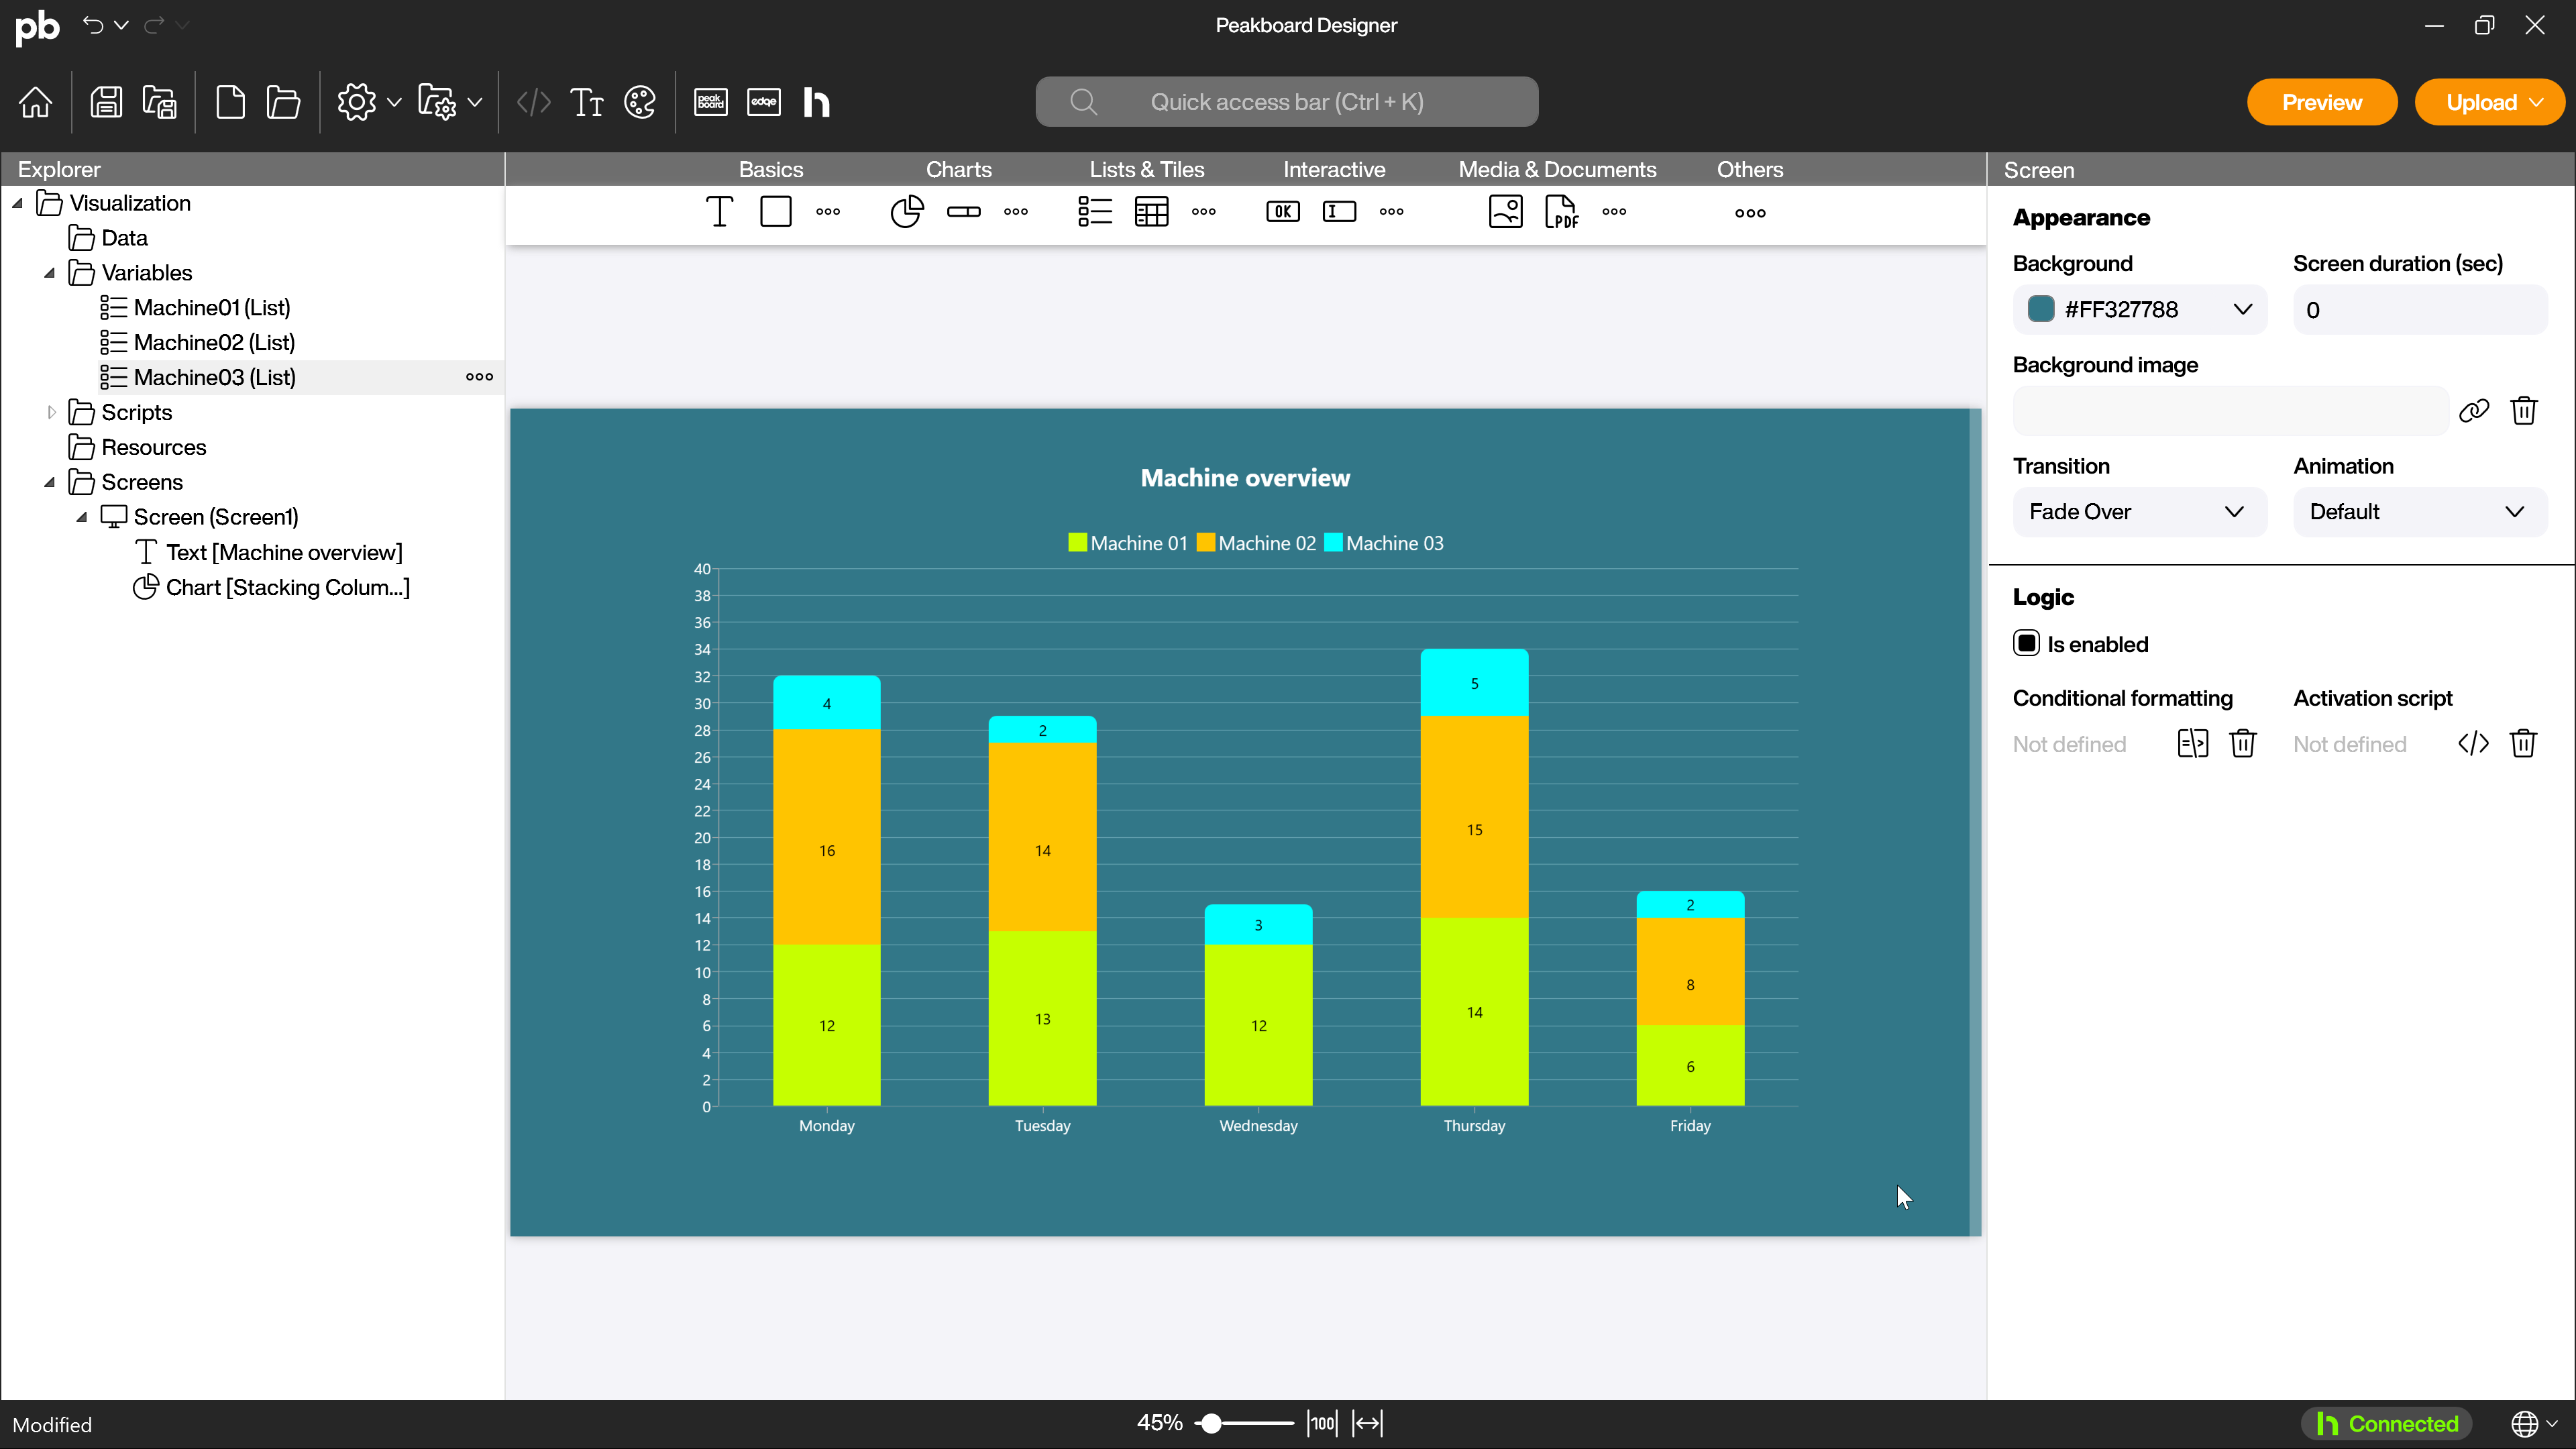 pb
Peakboard Designer
peak board
edge
h
Quick access bar (Ctrl + K)
Preview
Upload
Explorer
Basics
Charts
Lists & Tiles
Interactive
Media & Documents
Others
Screen
OK
I
PDF
Visualization
Data
Variables
Machine01 (List)
Machine02 (List)
Machine03 (List)
Scripts
Resources
Screens
Screen (Screen1)
Text [Machine overview]
Chart [Stacking Colum...]
Machine overview
Machine 01 Machine 02 Machine 03
40
38
36
34
32
30
28
26
24
22
20
18
16
14
12
10
8
6
4
2
0
4
16
12
2
14
13
3
12
5
15
14
2
8
6
Monday Tuesday Wednesday Thursday Friday
Appearance
Background
Screen duration (sec)
#FF327788
0
Background image
Transition
Animation
Fade Over
Default
Logic
Is enabled
Conditional formatting
Activation script
Not defined
Not defined
Modified
45%
100
h Connected